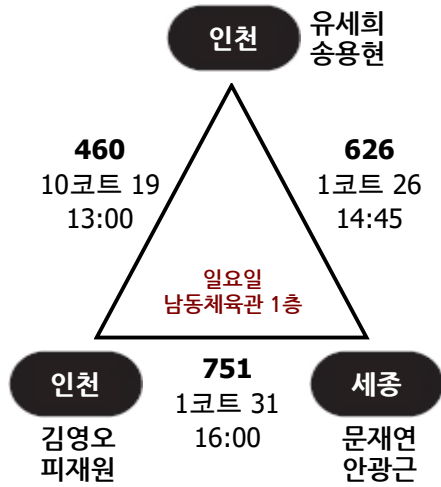 인천
유세희
송용현
460
10코트 19
13:00
626
1코트 26
14:45
일요일
남동체육관 1층
인천
김영오
피재원
751
1코트 31
16:00
세종
문재연
안광근